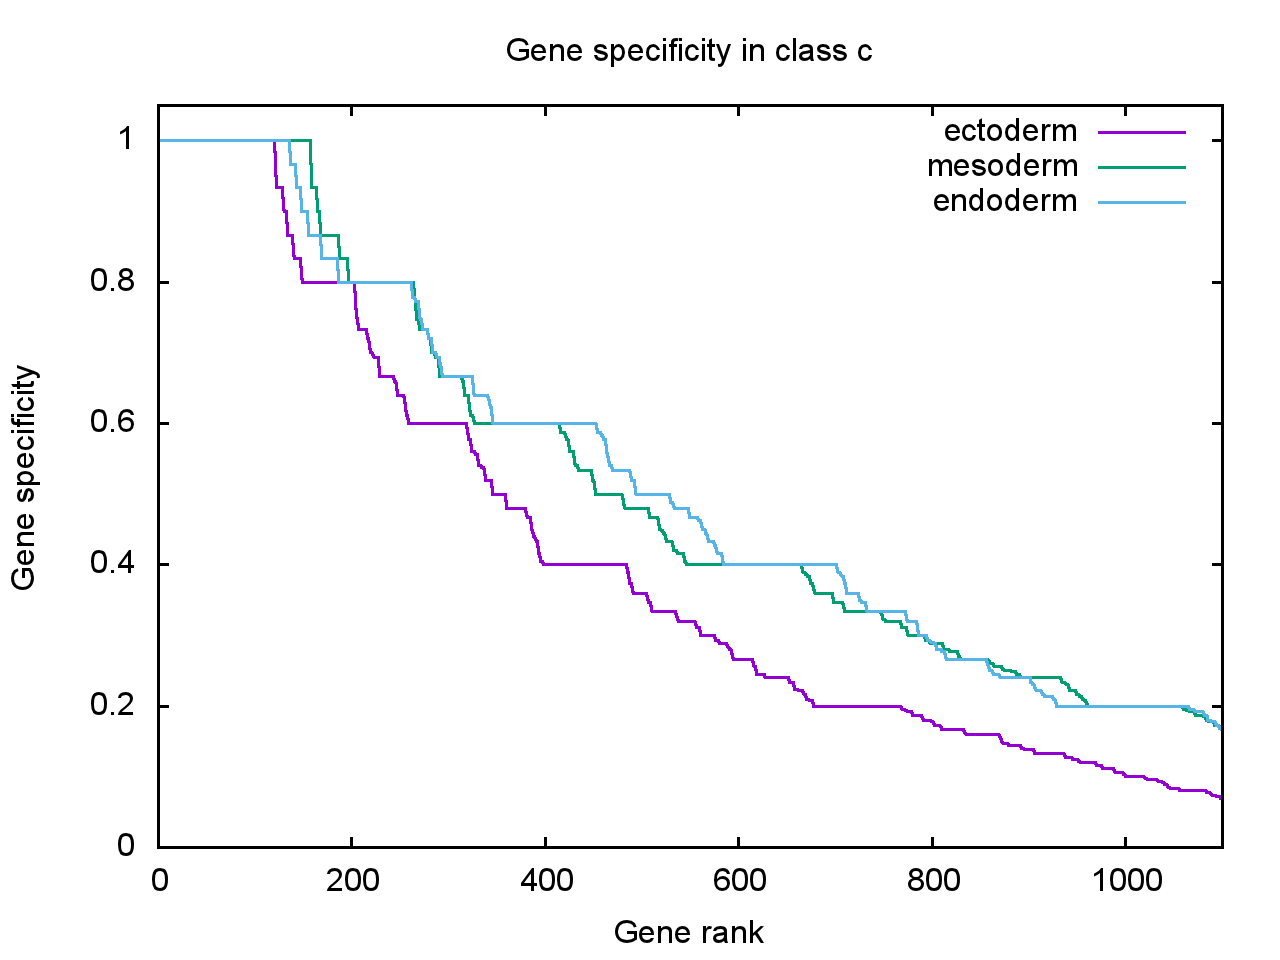 Gene specificity in class c
ectoderm
mesoderm
endoderm
1
0.8
0.6
0.4
0.2
0
Gene specificity
0 200 400 600 800 1000
Gene rank